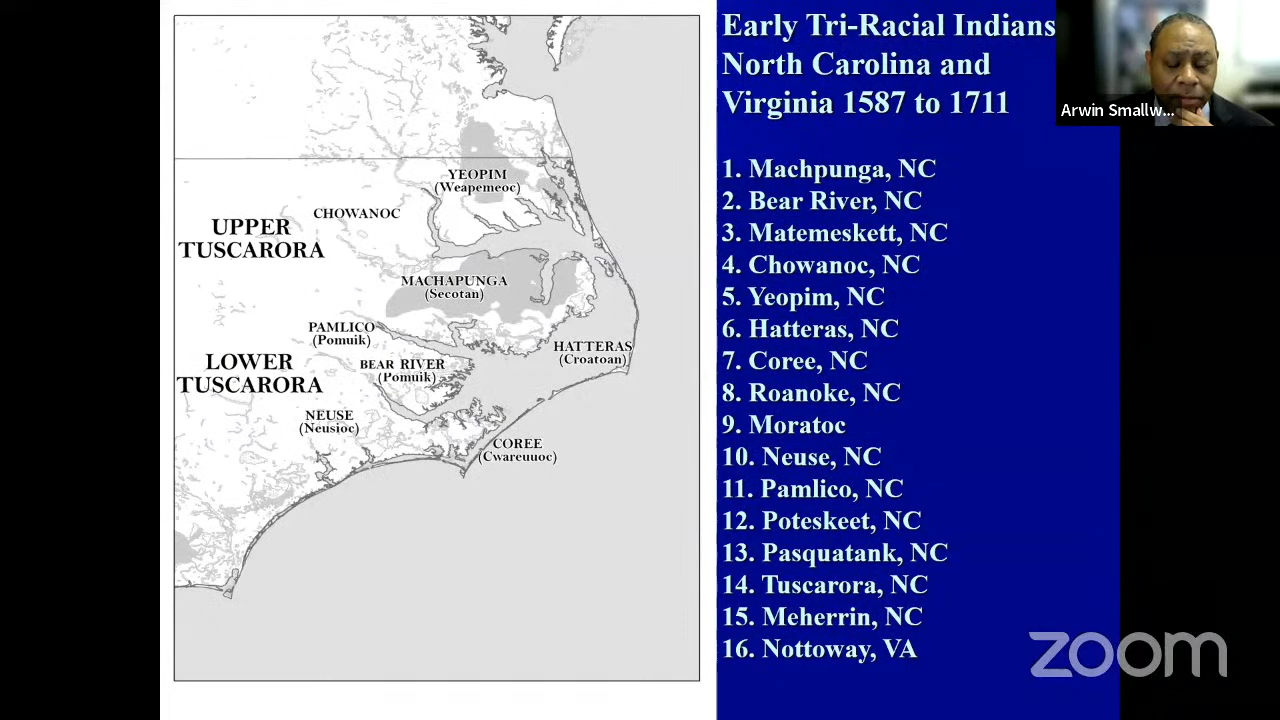 Early Tri-Racial Indians
North Carolina and
Virginia 1587 to 1711
Arwin Smallw...
1. Machpunga, NC
2. Bear River, NC
3. Matemeskett, NC
4. Chowanoc, NC
5. Yeopim, NC
6. Hatteras, NC
7. Coree, NC
8. Roanoke, NC
9. Moratoc
10. Neuse, NC
11. Pamlico, NC
12. Poteskeet, NC
13. Pasquatank, NC
14. Tuscarora, NC
15. Meherrin, NC
16. Nottoway, VA
YEOPIM
(Weapemeoc)
CHOWANOC
UPPER
TUSCARORA
MACHAPUNGA
(Secotan)
PAMLICO
(Pomuik)
HATTERAS
(Croatoan)
LOWER
TUSCARORA
BEAR RIVER
(Pomuik)
NEUSE
(Neusioc)
COREE
(Cwareuuoc)
zoom